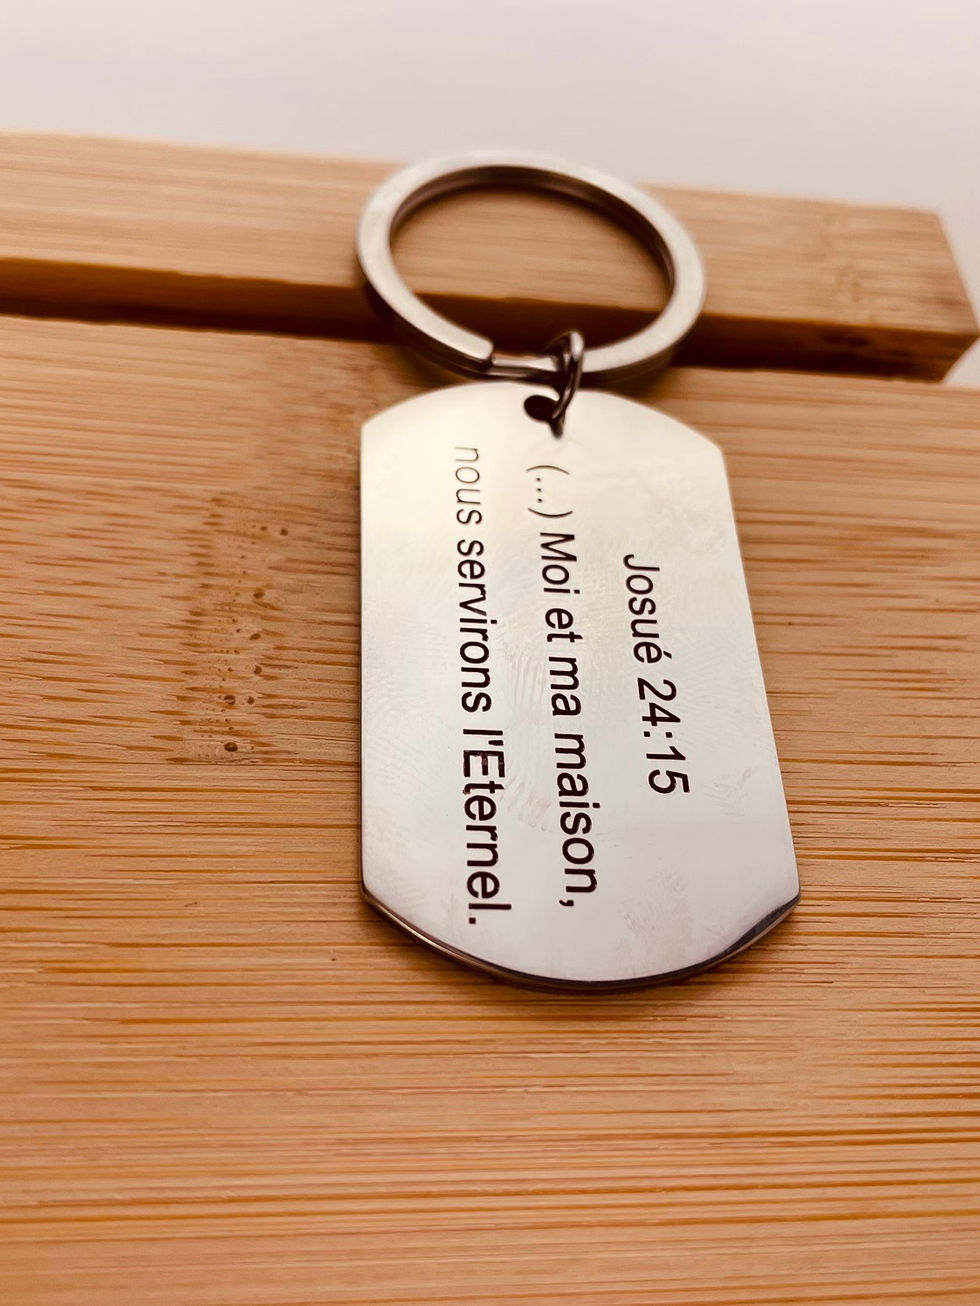 Josué 24:15
(...) Moi et ma maison,
nous servirons l'Eternel.